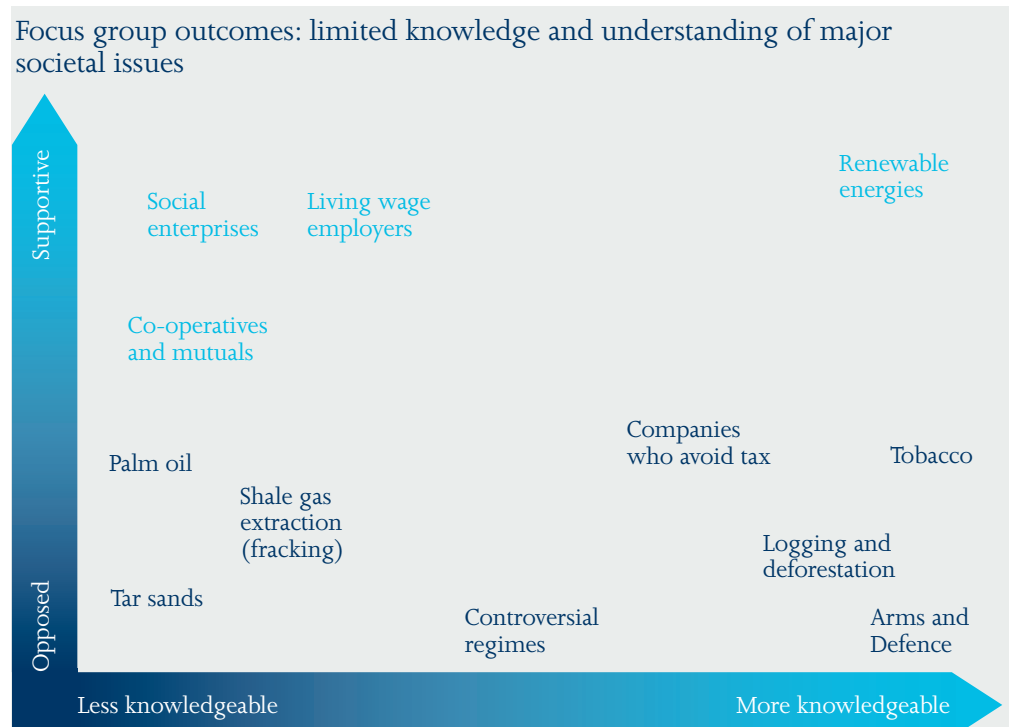 Focus group outcomes: limited knowledge and understanding of major
societal issues
Supportive
Renewable
energies
Social
enterprises
Living wage
employers
Co-operatives
and mutuals
Companies
who avoid tax
Tobacco
Palm oil
Shale gas
extraction
(fracking)
Logging and
deforestation
Tar sands
Controversial
regimes
Arms and
Defence
Opposed
Less knowledgeable
More knowledgeable